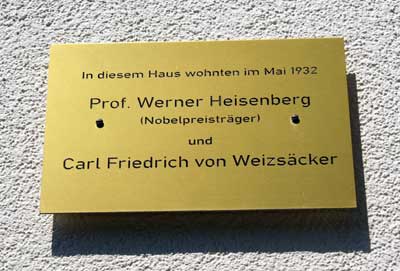 In diesem Haus wohnten im Mai 1932
Prof. Werner Heisenberg
(Nobelpreisträger)
und
Carl Friedrich von Weizsäcker